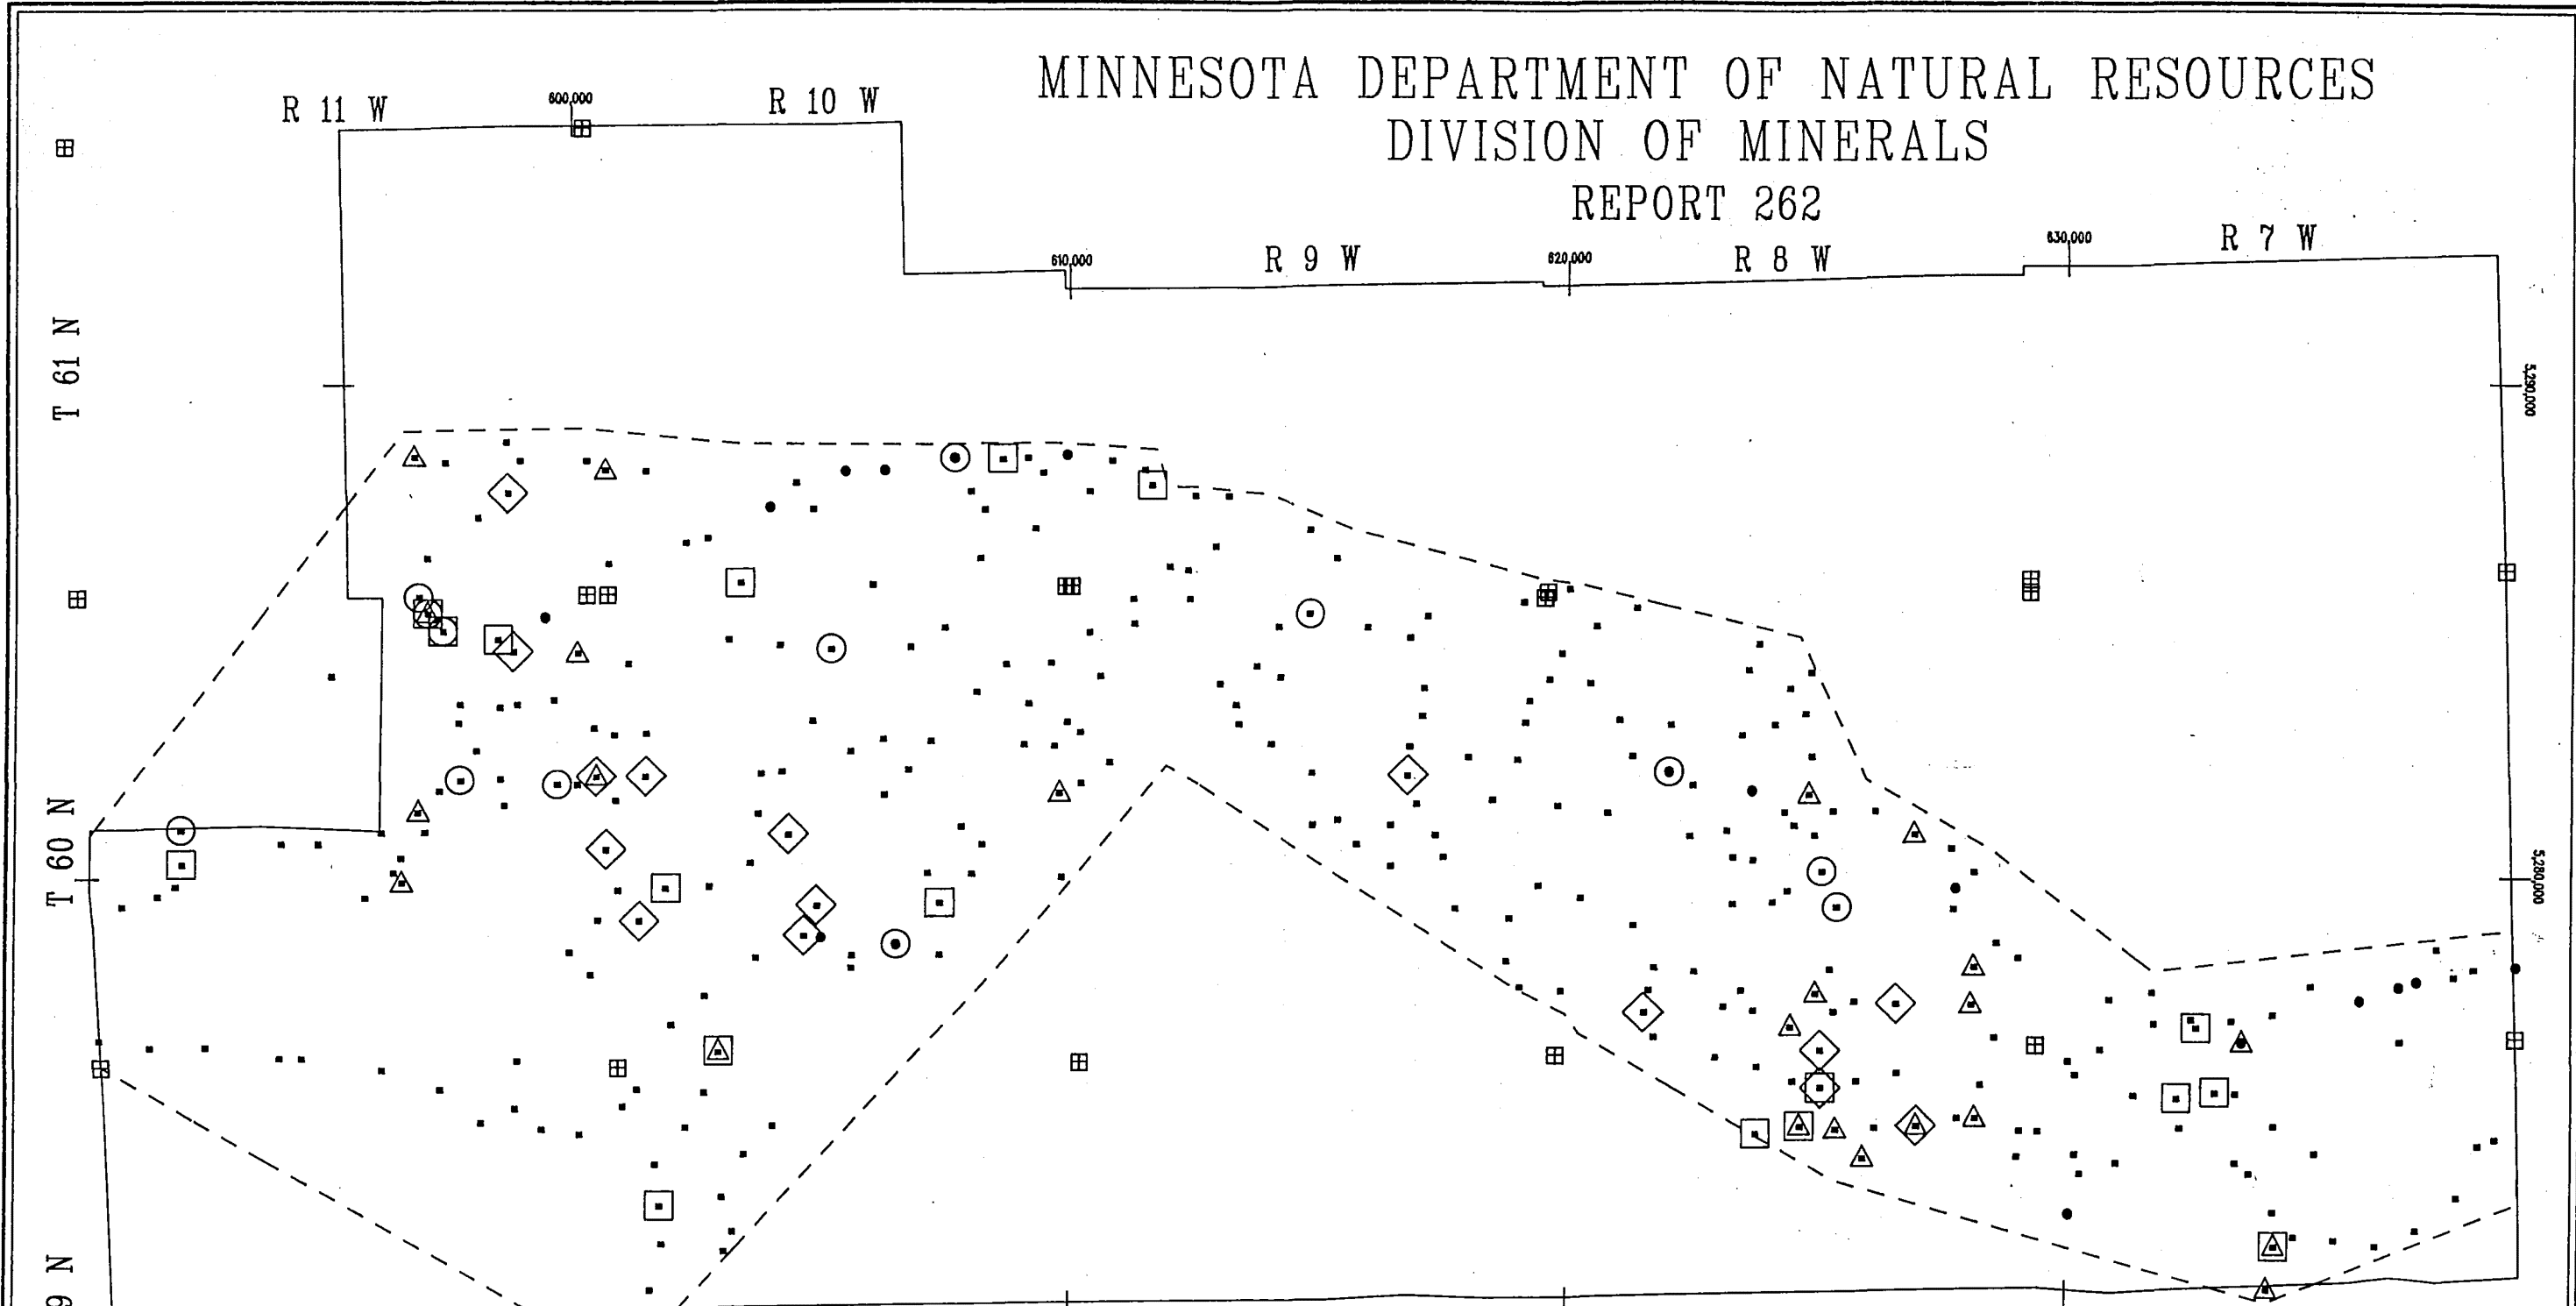 MINNESOTA DEPARTMENT OF NATURAL RESOURCES
DIVISION OF MINERALS
REPORT 262
R 11 W
600,000
R 10 W
610,000
R 9 W
620,000
R 8 W
630,000
R 7 W
T 61 N
5,290,000
T 60 N
5,280,000
9 N